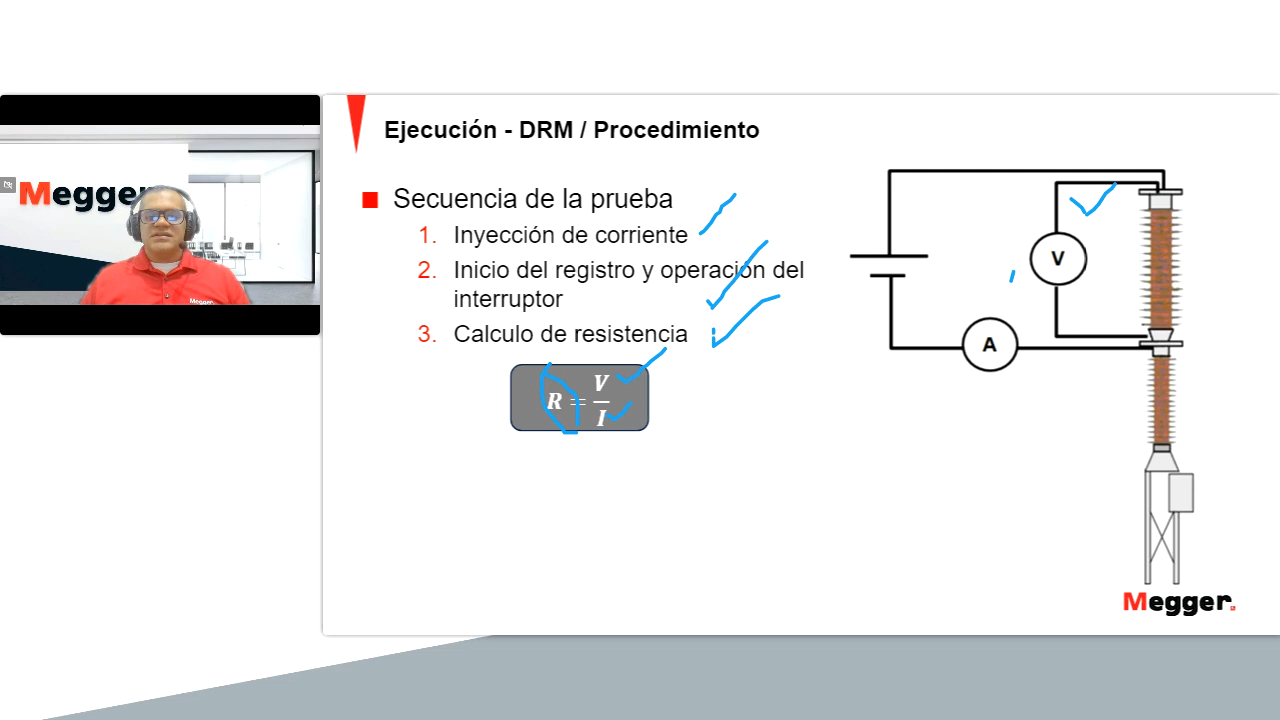 Megger
Megger.
Ejecución - DRM / Procedimiento
Secuencia de la prueba
1. Inyección de corriente
2. Inicio del registro y operación del
interruptor
3. Calculo de resistencia
R = V
I
V
A
Megger.